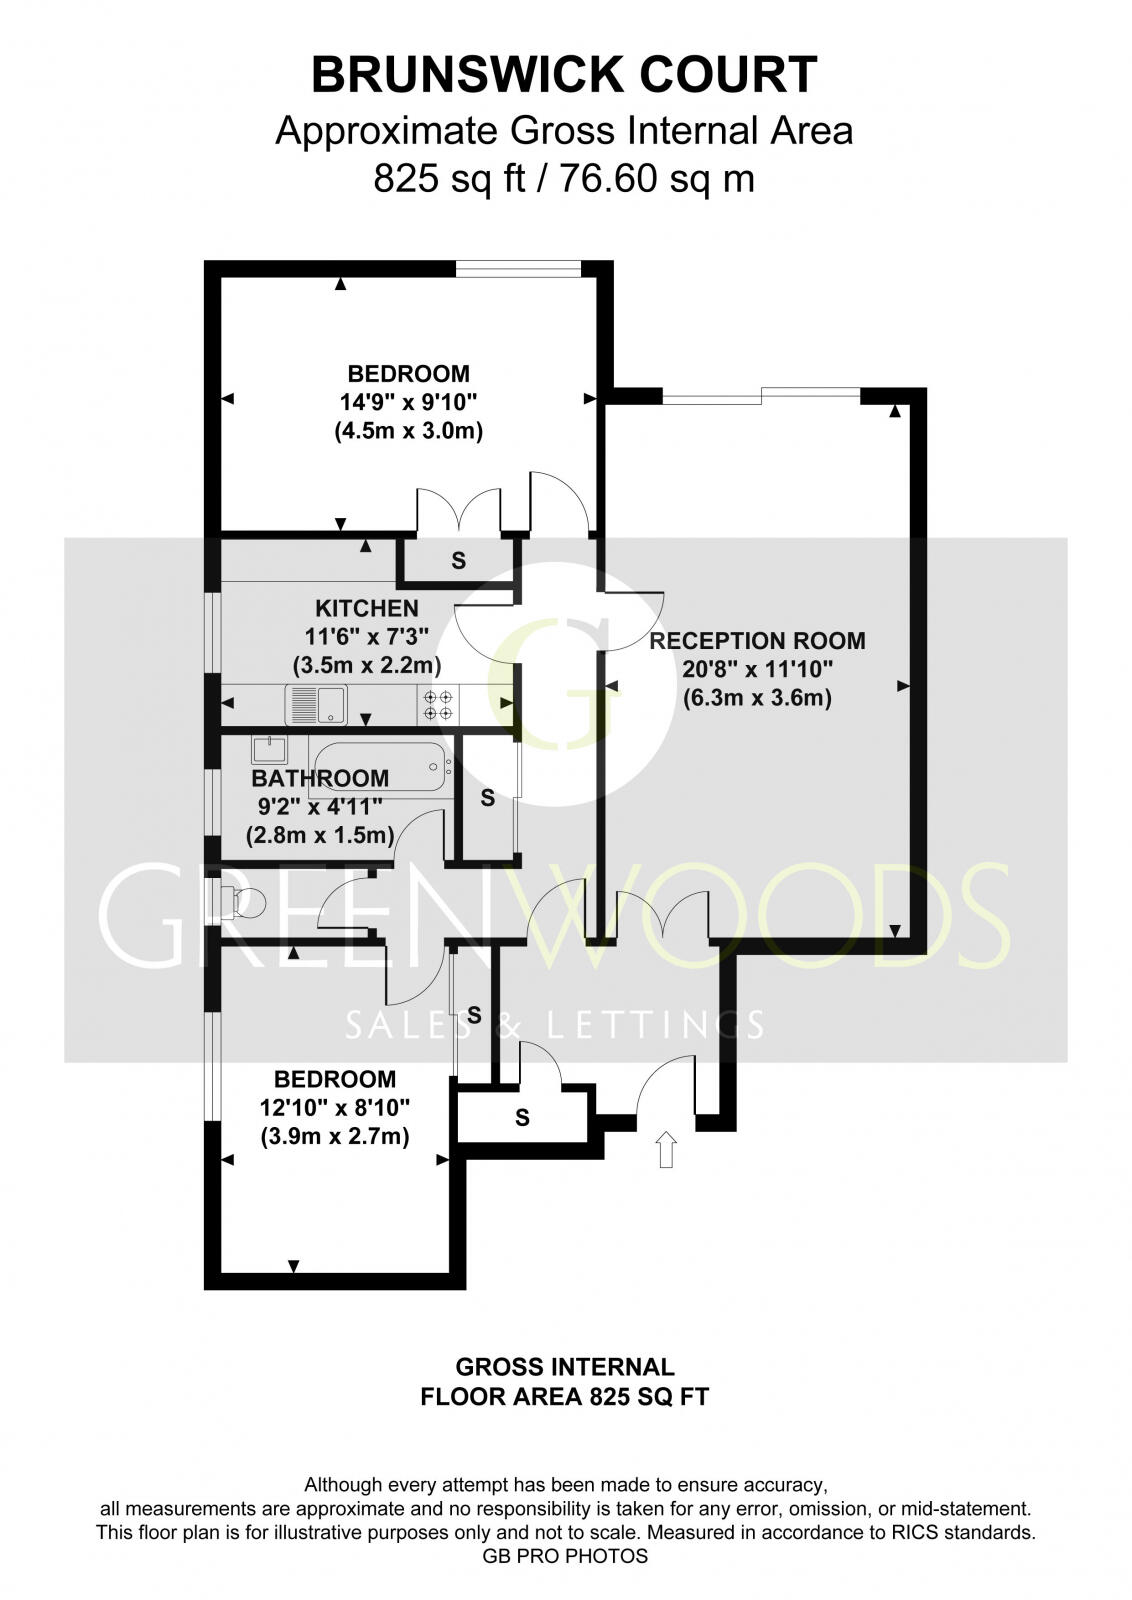 BRUNSWICK COURT
Approximate Gross Internal Area
825 sq ft / 76.60 sq m
BEDROOM
14'9" x 9'10"
(4.5m x 3.0m)
S
KITCHEN
11'6" x 7'3"
(3.5m x 2.2m)
G
RECEPTION ROOM
20'8" x 11'10"
(6.3m x 3.6m)
BATHROOM
9'2" x 4'11"
(2.8m x 1.5m)
S
GREENWOODS
SALES & LETTINGS
S
BEDROOM
12'10" x 8'10"
(3.9m x 2.7m)
S
GROSS INTERNAL
FLOOR AREA 825 SQ FT
Although every attempt has been made to ensure accuracy,
all measurements are approximate and no responsibility is taken for any error, omission, or mid-statement.
This floor plan is for illustrative purposes only and not to scale. Measured in accordance to RICS standards.
GB PRO PHOTOS